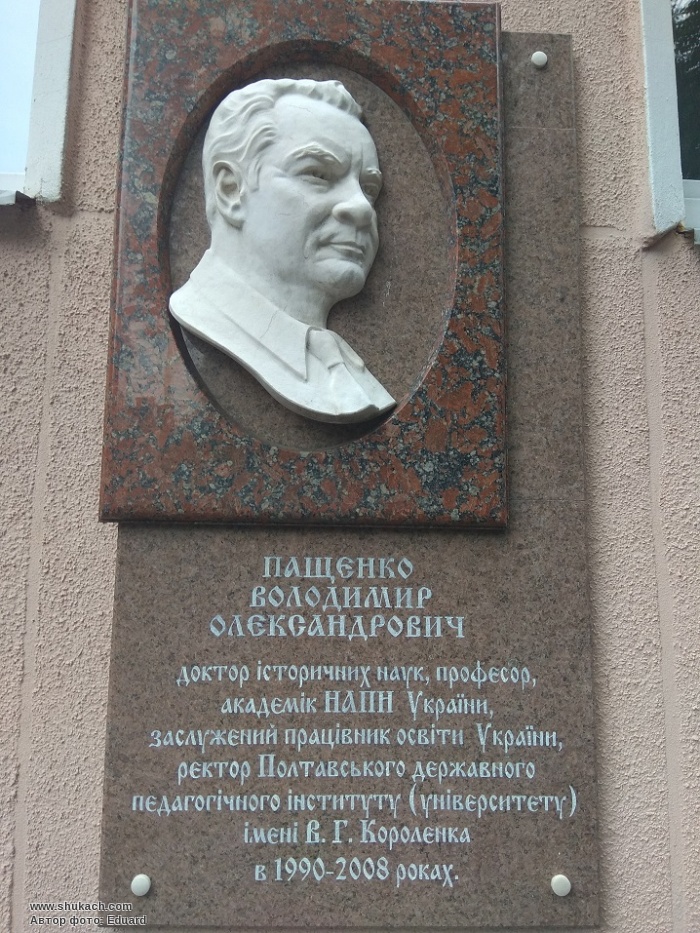 ПАЩЕНКО
ВОЛОДИМИР
ОЛЕКСАНДРОВИЧ
доктор історичних наук, професор,
академік НАПН України,
заслужений працівник освіти України,
ректор Полтавського державного
педагогічного інституту (університету)
імені В. Г. Короленка
в 1990-2008 роках.
www.shukach.com
Автор фото: Eduard